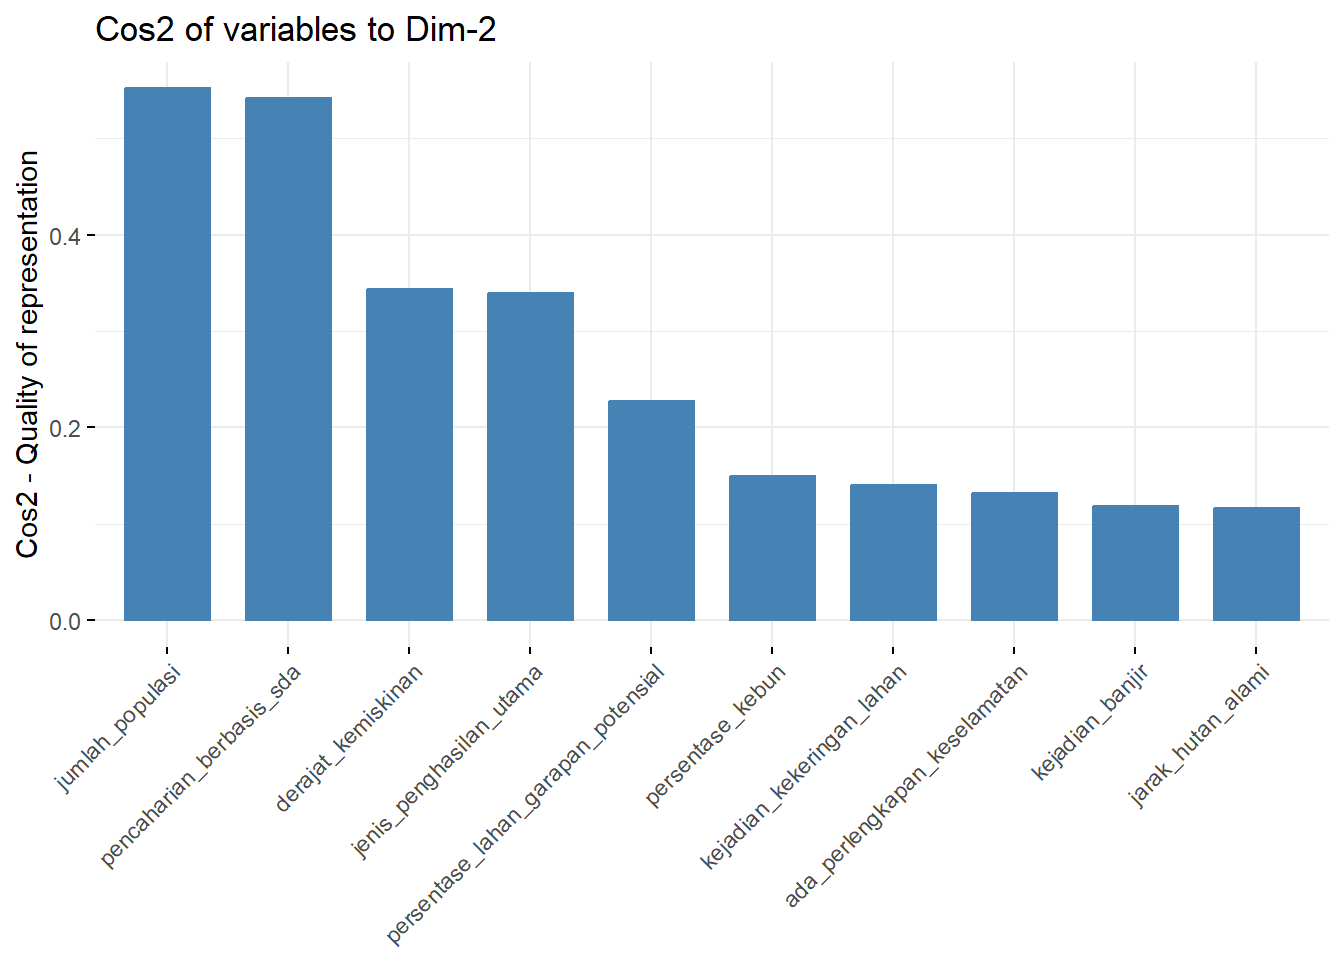 Cos2 of variables to Dim-2
Cos2 - Quality of representation
0.4
0.2
0.0
jumlah_populasi
pencaharian_berbasis_sda
derajat_kemiskinan
jenis_penghasilan_utama
persentase_lahan_garapan_potensial
persentase_kebun
kejadian_kekeringan_lahan
ada_perlengkapan_keselamatan
kejadian_banjir
jarak_hutan_alami